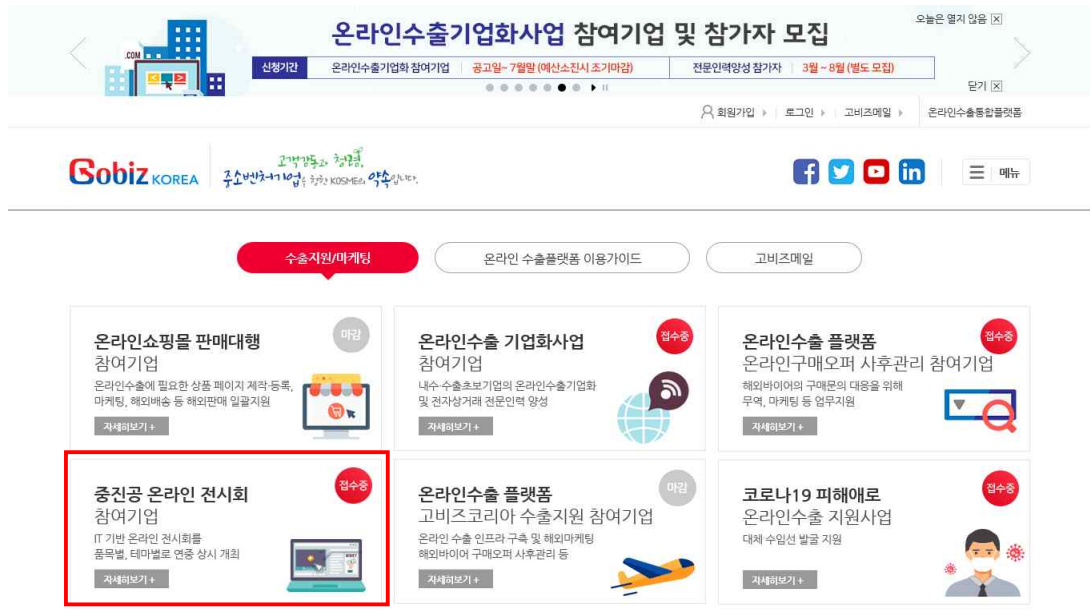 온라인수출기업화사업 참여기업 및 참가자 모집
오늘은 열지 않음
.COM
신청기간 온라인수출기업화 참여기업 공고일~ 7월말 (예산소진시 조기마감) 전문인력양성 참가자 3월 ~ 8월 (별도 모집)
닫기
회원가입 로그인 고비즈메일 온라인수출통합플랫폼
Gobiz KOREA
고객감동과 청렴,
중소벤처기업을 향한 KOSME의 약속입니다.
메뉴
수출지원/마케팅 온라인 수출플랫폼 이용가이드 고비즈메일
온라인쇼핑몰 판매대행
참여기업
마감
온라인수출에 필요한 상품 페이지 제작·등록,
마케팅, 해외배송 등 해외판매 일괄지원
자세히보기 +
온라인수출 기업화사업
참여기업
접수중
내수·수출초보기업의 온라인수출기업화
및 전자상거래 전문인력 양성
자세히보기 +
온라인수출 플랫폼
온라인구매오퍼 사후관리 참여기업
접수중
해외바이어의 구매문의 대응을 위해
무역, 마케팅 등 업무지원
자세히보기 +
중진공 온라인 전시회
참여기업
접수중
IT 기반 온라인 전시회를
품목별, 테마별로 연중 상시 개최
자세히보기 +
온라인수출 플랫폼
고비즈코리아 수출지원 참여기업
마감
온라인 수출 인프라 구축 및 해외마케팅
해외바이어 구매오퍼 사후관리 등
자세히보기 +
코로나19 피해애로
온라인수출 지원사업
접수중
대체 수입선 발굴 지원
자세히보기 +